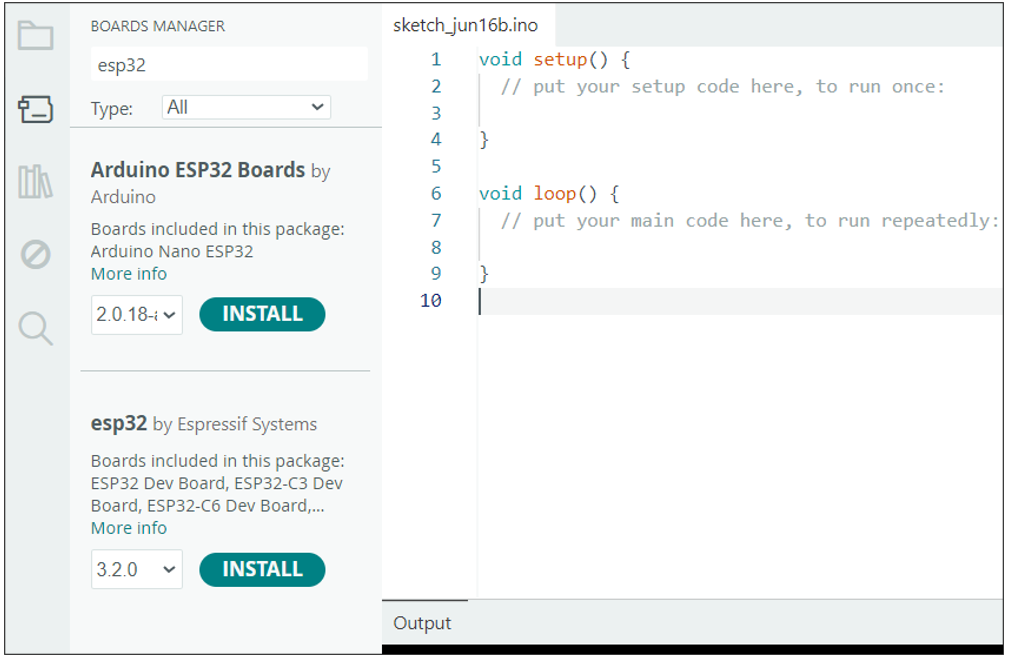 BOARDS MANAGER
esp32
Type: All
Arduino ESP32 Boards by
Arduino
Boards included in this package:
Arduino Nano ESP32
More info
2.0.18- INSTALL
esp32 by Espressif Systems
Boards included in this package:
ESP32 Dev Board, ESP32-C3 Dev
Board, ESP32-C6 Dev Board,...
More info
3.2.0 INSTALL
sketch_jun16b.ino
1 void setup() {
2 // put your setup code here, to run once:
3
4 }
5
6 void loop() {
7 // put your main code here, to run repeatedly:
8
9 }
10
Output